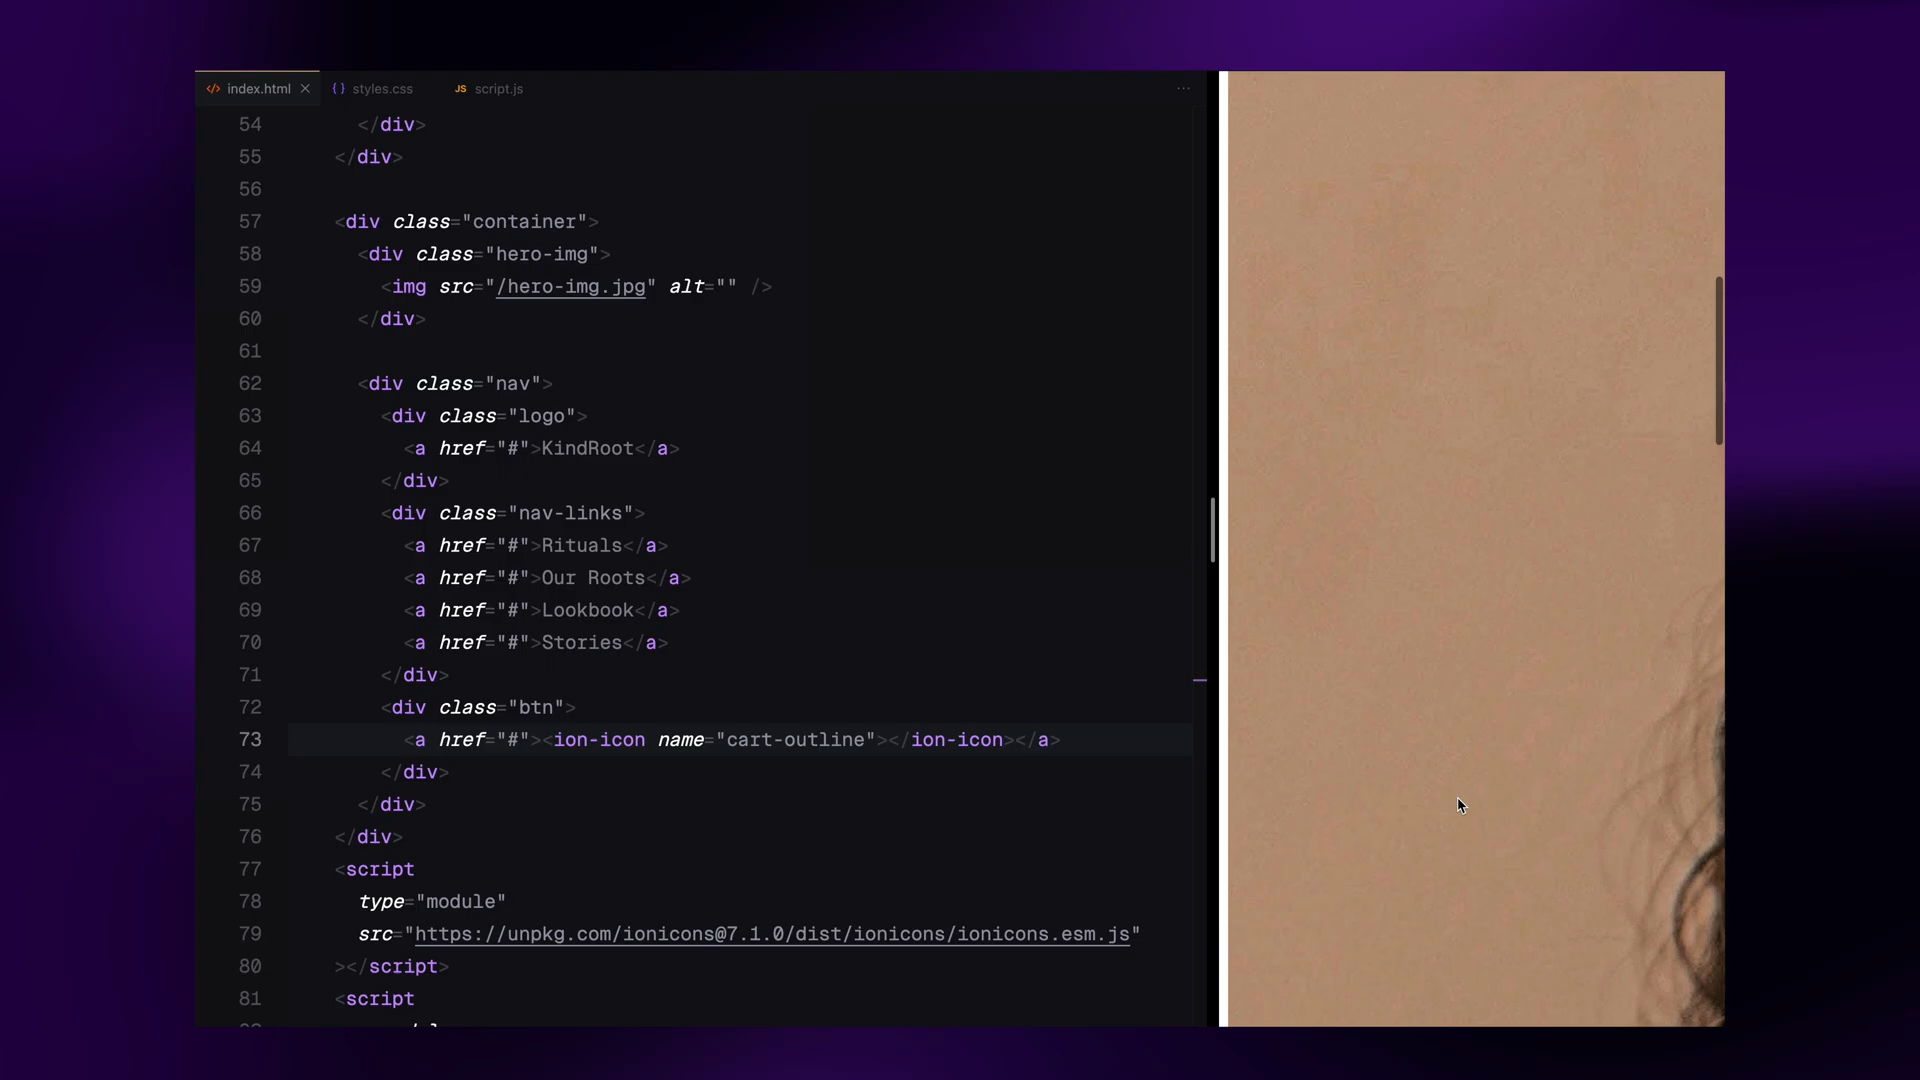 index.html
styles.css
JS script.js
54 </div>
55 </div>
56
57 <div class="container">
58 <div class="hero-img">
59 <img src="/hero-img.jpg" alt="" />
60 </div>
61
62 <div class="nav">
63 <div class="logo">
64 <a href="#">KindRoot</a>
65 </div>
66 <div class="nav-links">
67 <a href="#">Rituals</a>
68 <a href="#">Our Roots</a>
69 <a href="#">Lookbook</a>
70 <a href="#">Stories</a>
71 </div>
72 <div class="btn">
73 <a href="#"><ion-icon name="cart-outline"></ion-icon></a>
74 </div>
75 </div>
76 </div>
77 <script
78 type="module"
79 src="https://unpkg.com/ionicons@7.1.0/dist/ionicons/ionicons.esm.js"
80 ></script>
81 <script